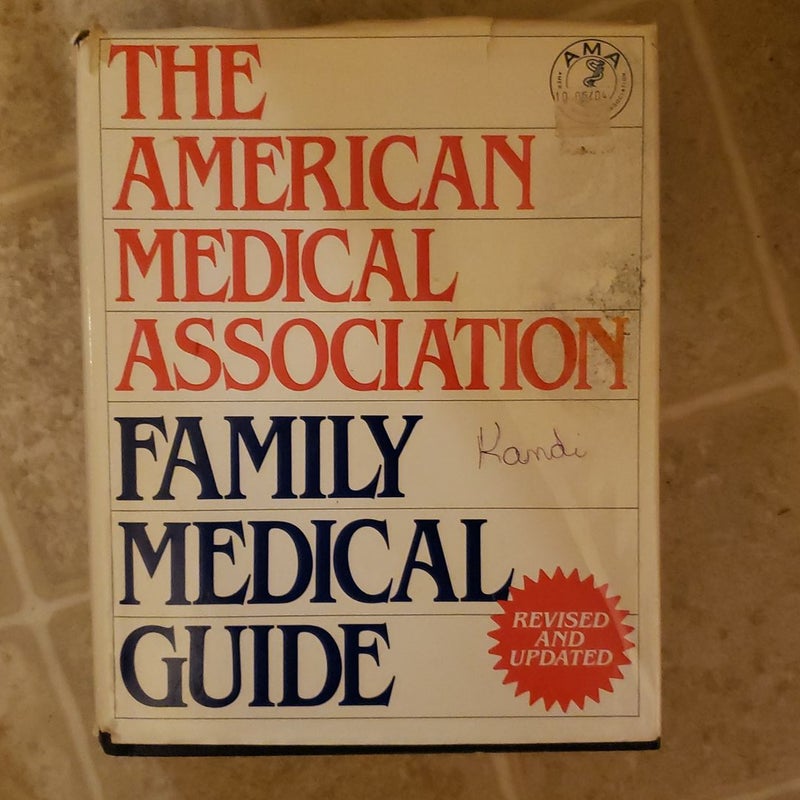 THE
AMA
AMERICAN
MEDICAL
ASSOCIATION
FAMILY
Kandi
MEDICAL
GUIDE
REVISED
AND
UPDATED